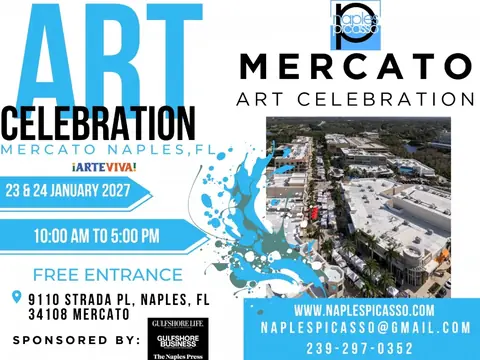 ART
CELEBRATION
MERCATO NAPLES,FL
¡ARTEVIVA!
23 & 24 JANUARY 2027
10:00 AM TO 5:00 PM
FREE ENTRANCE
9110 STRADA PL, NAPLES, FL
34108 MERCATO
SPONSORED BY:
GULFSHORE LIFE
GULFSHORE
BUSINESS
The Naples Press
naples
picasso
MERCATO
ART CELEBRATION
WWW.NAPLESPICASSO.COM
NAPLESPICASSO@GMAIL.COM
239-297-0352